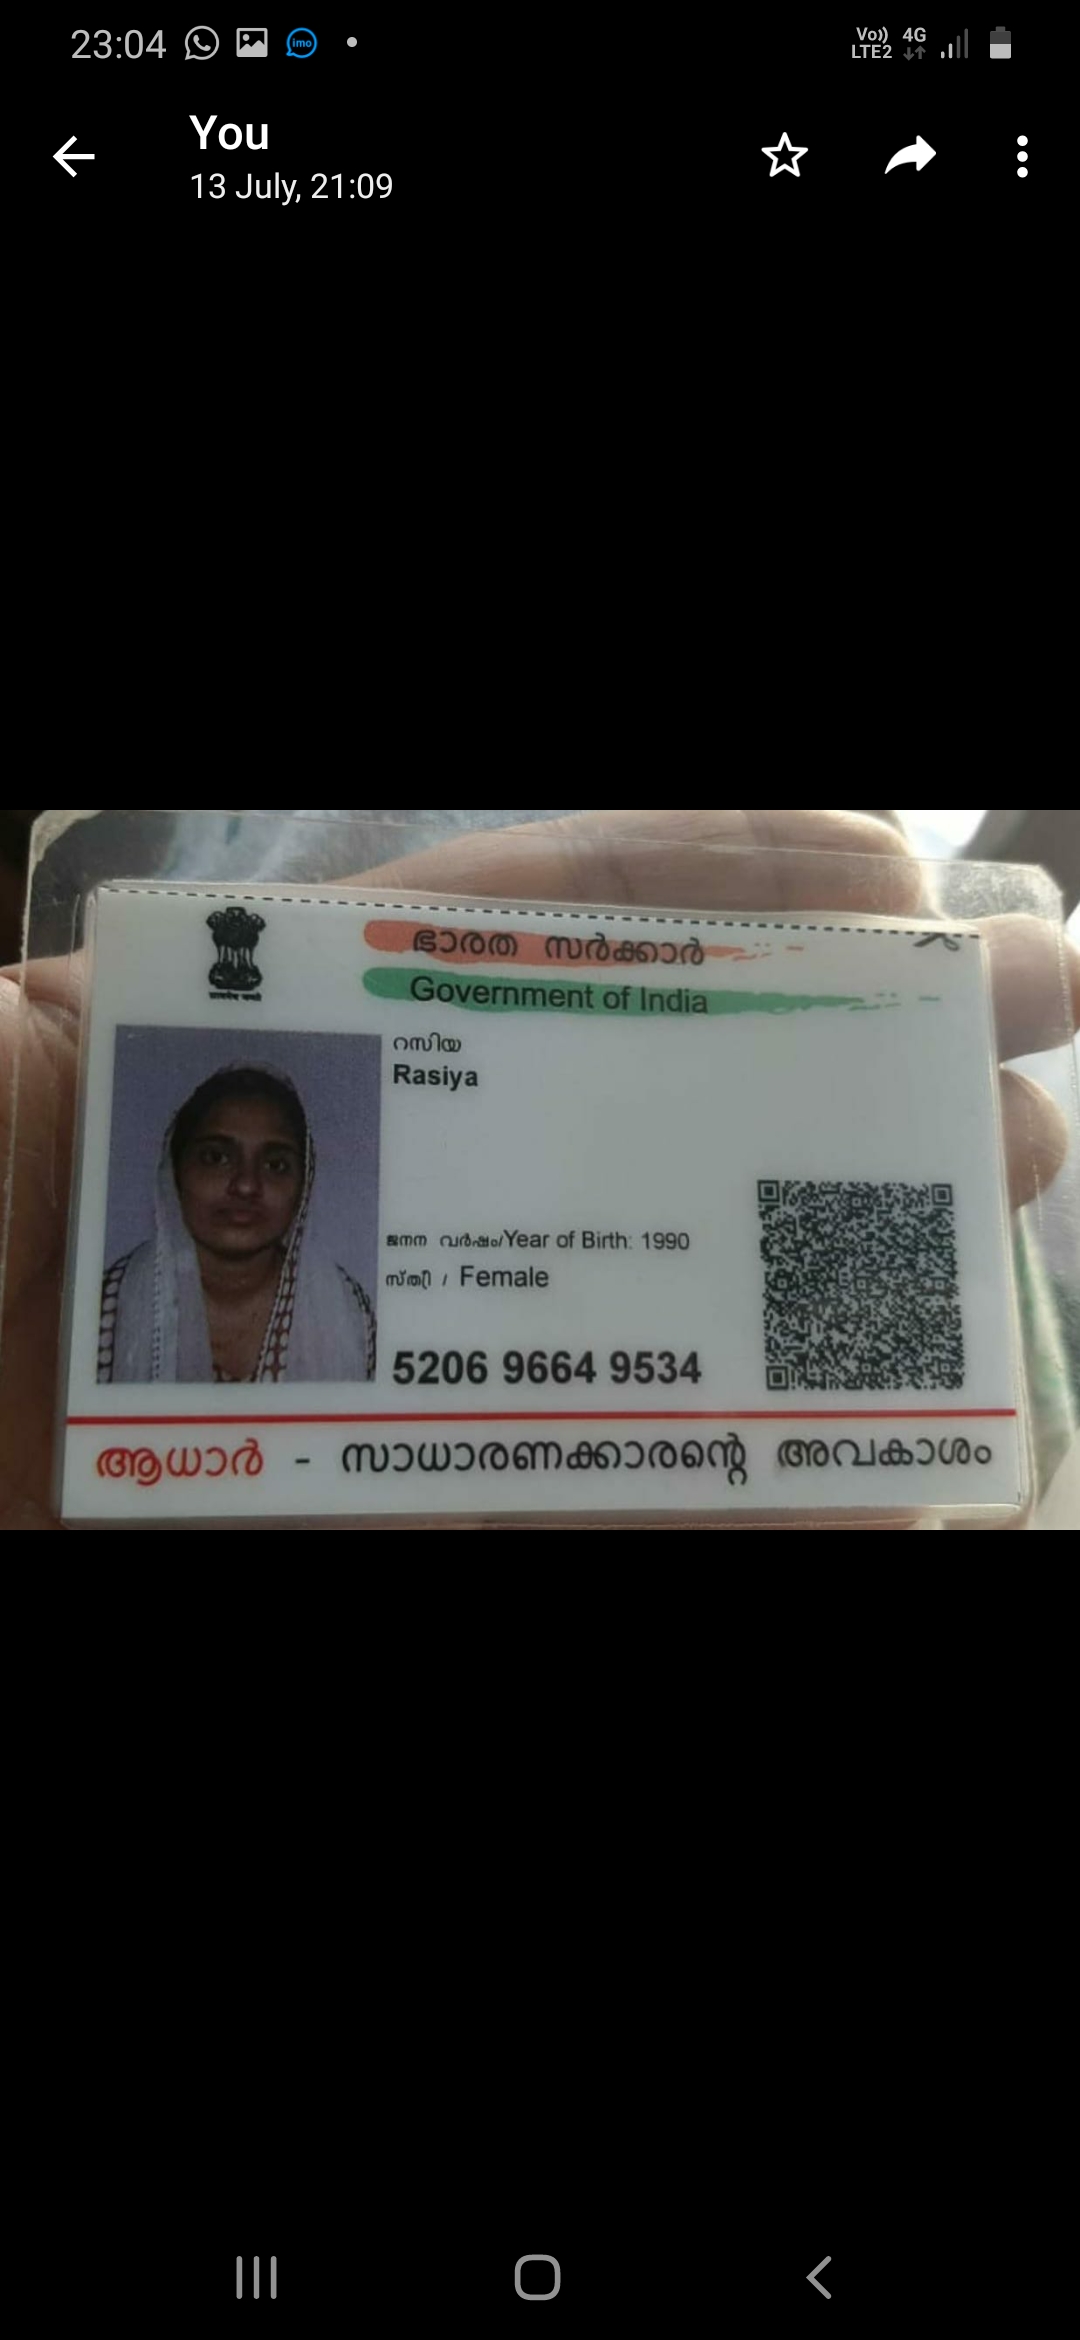 23:04
imo
Vo)) 4G
LTE2
You
13 July, 21:09
ഭാരത സർക്കാർ
Government of India
റസിയ
Rasiya
ജനന വർഷം/Year of Birth: 1990
സ്ത്രീ / Female
5206 9664 9534
ആധാർ - സാധാരണക്കാരന്റെ അവകാശം